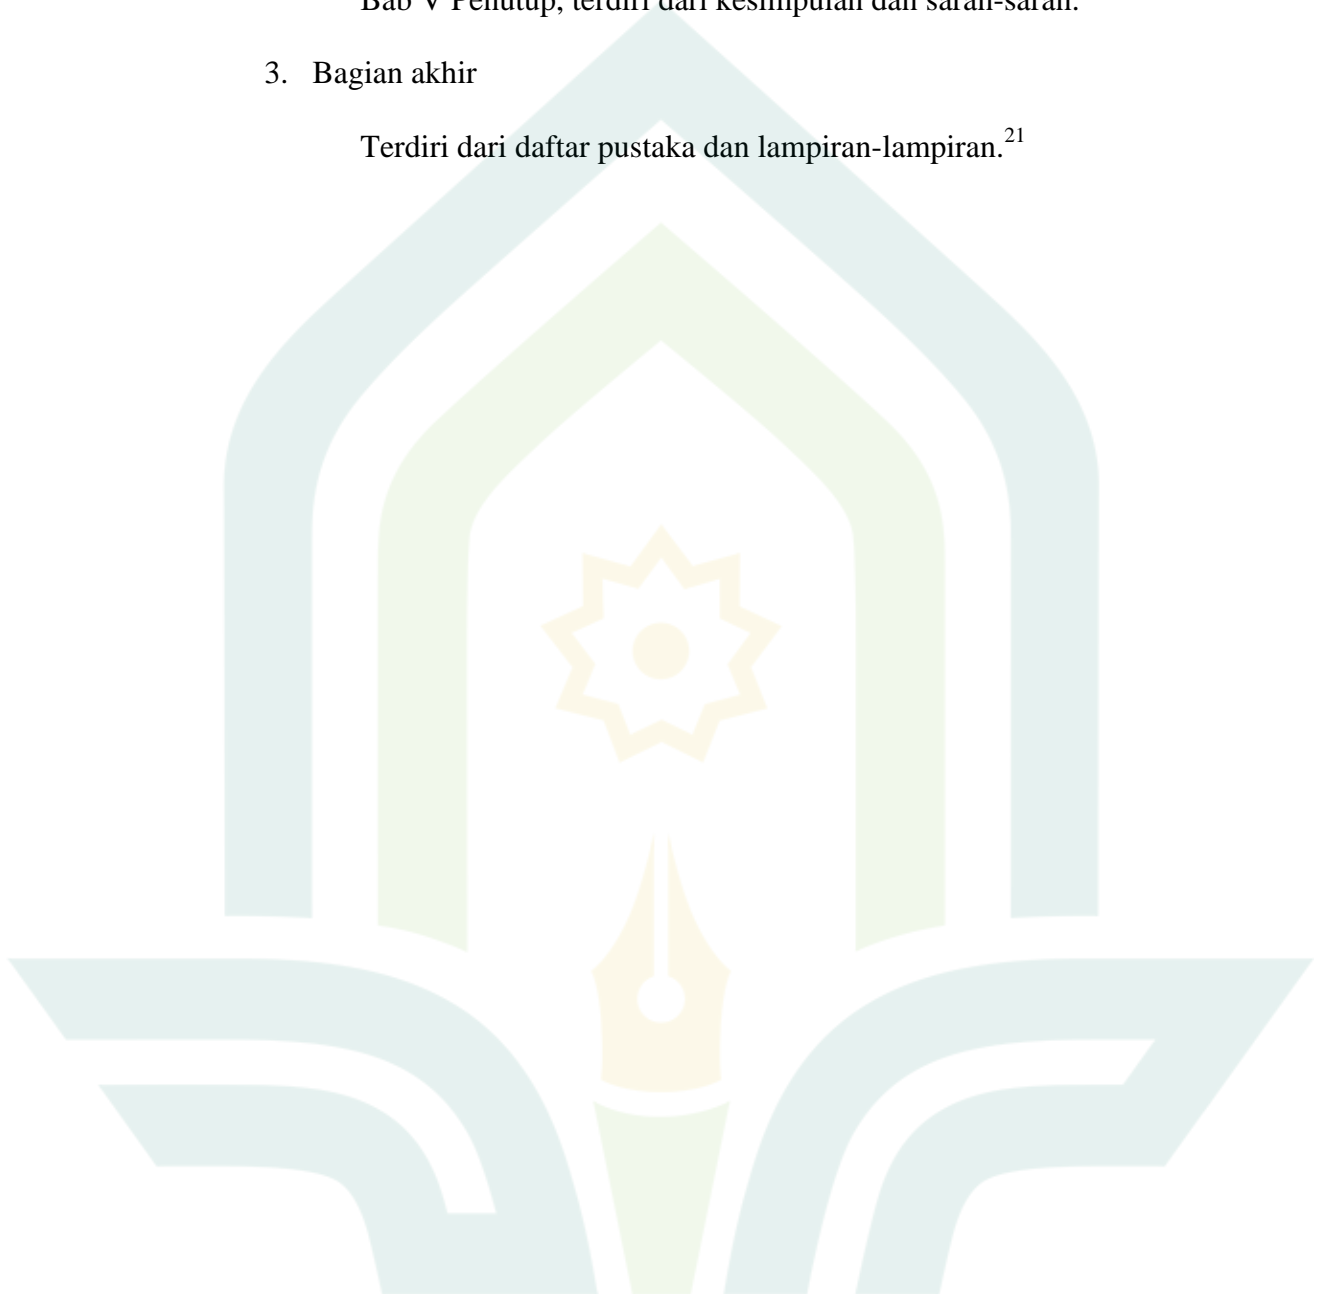 Bab V Penutup, terdiri dari kesimpulan dan saran-saran.
3. Bagian akhir
Terdiri dari daftar pustaka dan lampiran-lampiran.21